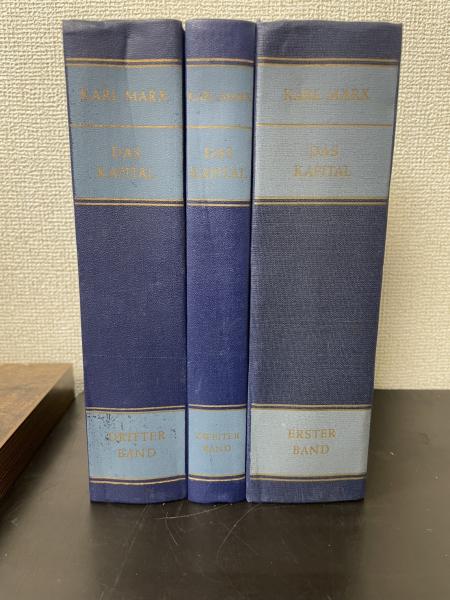 KARL MARX
DAS
KAPITAL
DRITTER
BAND
KARL MARX
DAS
KAPITAL
ZWEITER
BAND
KARL MARX
DAS
KAPITAL
ERSTER
BAND